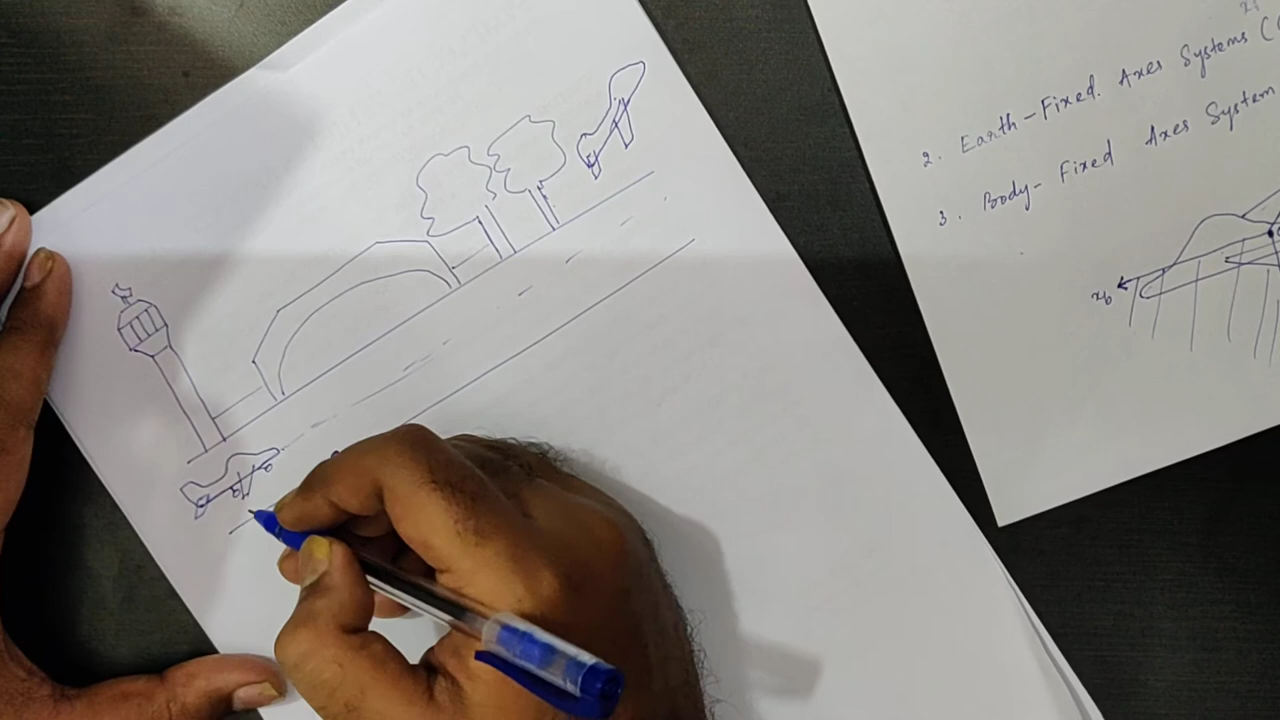 2. Earth-Fixed. Axes Systems (
3. Body-Fixed Axes System
xb